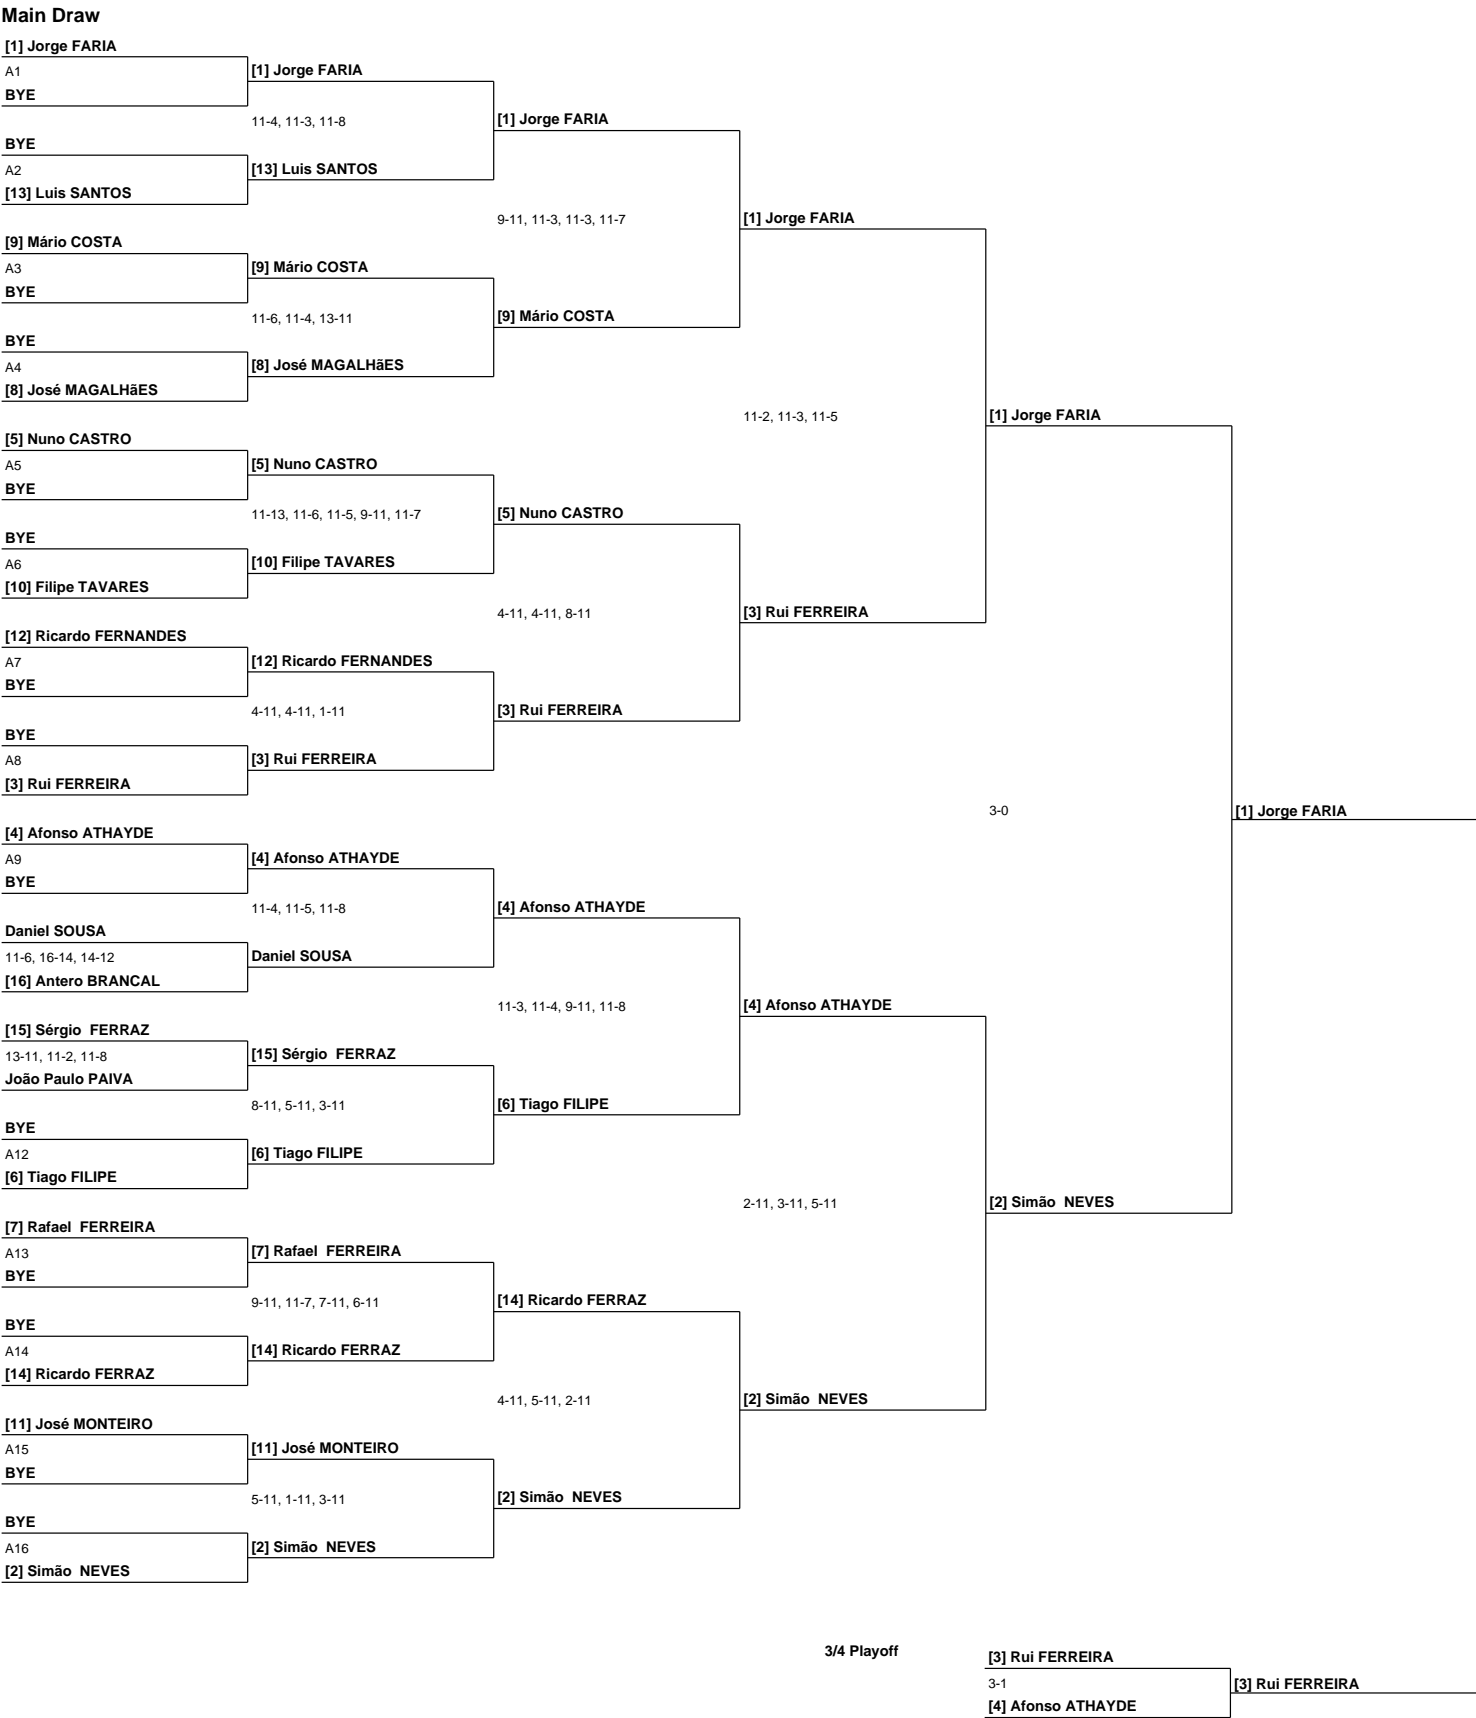 Main Draw
[1] Jorge FARIA
A1
BYE
[1] Jorge FARIA
11-4, 11-3, 11-8
[1] Jorge FARIA
BYE
A2
[13] Luis SANTOS
[13] Luis SANTOS
9-11, 11-3, 11-3, 11-7
[1] Jorge FARIA
[9] Mário COSTA
A3
BYE
[9] Mário COSTA
11-6, 11-4, 13-11
[9] Mário COSTA
BYE
A4
[8] José MAGALHãES
[8] José MAGALHãES
11-2, 11-3, 11-5
[1] Jorge FARIA
[5] Nuno CASTRO
A5
BYE
[5] Nuno CASTRO
11-13, 11-6, 11-5, 9-11, 11-7
[5] Nuno CASTRO
BYE
A6
[10] Filipe TAVARES
[10] Filipe TAVARES
4-11, 4-11, 8-11
[3] Rui FERREIRA
[12] Ricardo FERNANDES
A7
BYE
[12] Ricardo FERNANDES
4-11, 4-11, 1-11
[3] Rui FERREIRA
BYE
A8
[3] Rui FERREIRA
[3] Rui FERREIRA
3-0
[1] Jorge FARIA
[4] Afonso ATHAYDE
A9
BYE
[4] Afonso ATHAYDE
11-4, 11-5, 11-8
[4] Afonso ATHAYDE
Daniel SOUSA
11-6, 16-14, 14-12
[16] Antero BRANCAL
Daniel SOUSA
11-3, 11-4, 9-11, 11-8
[4] Afonso ATHAYDE
[15] Sérgio  FERRAZ
13-11, 11-2, 11-8
João Paulo PAIVA
[15] Sérgio  FERRAZ
8-11, 5-11, 3-11
[6] Tiago FILIPE
BYE
A12
[6] Tiago FILIPE
[6] Tiago FILIPE
2-11, 3-11, 5-11
[2] Simão  NEVES
[7] Rafael  FERREIRA
A13
BYE
[7] Rafael  FERREIRA
9-11, 11-7, 7-11, 6-11
[14] Ricardo FERRAZ
BYE
A14
[14] Ricardo FERRAZ
[14] Ricardo FERRAZ
4-11, 5-11, 2-11
[2] Simão  NEVES
[11] José MONTEIRO
A15
BYE
[11] José MONTEIRO
5-11, 1-11, 3-11
[2] Simão  NEVES
BYE
A16
[2] Simão  NEVES
[2] Simão  NEVES
3/4 Playoff
[3] Rui FERREIRA
3-1
[4] Afonso ATHAYDE
[3] Rui FERREIRA